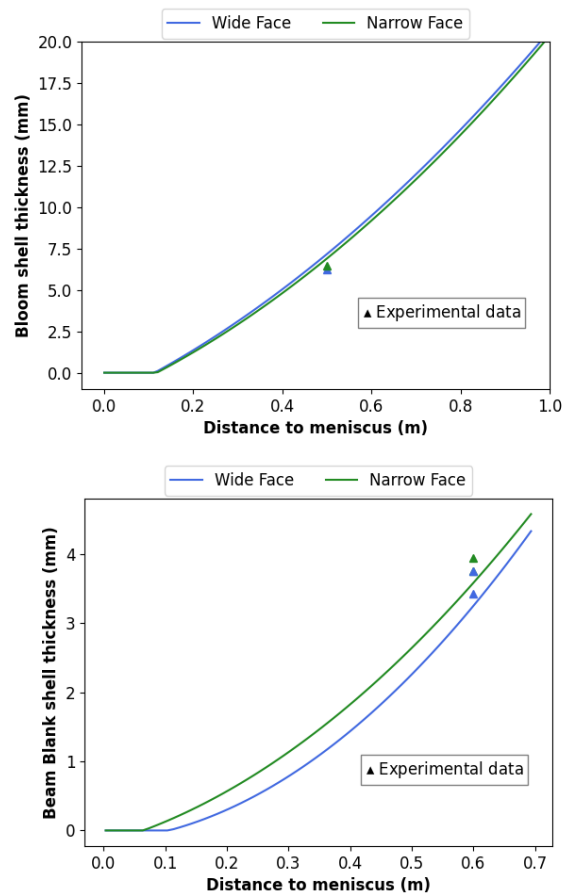 Wide Face Narrow Face
20.0
17.5
15.0
12.5
10.0
7.5
5.0
2.5
0.0
Bloom shell thickness (mm)
▲ Experimental data
0.0 0.2 0.4 0.6 0.8 1.0
Distance to meniscus (m)
Wide Face Narrow Face
4
3
2
1
0
Beam Blank shell thickness (mm)
▲ Experimental data
0.0 0.1 0.2 0.3 0.4 0.5 0.6 0.7
Distance to meniscus (m)